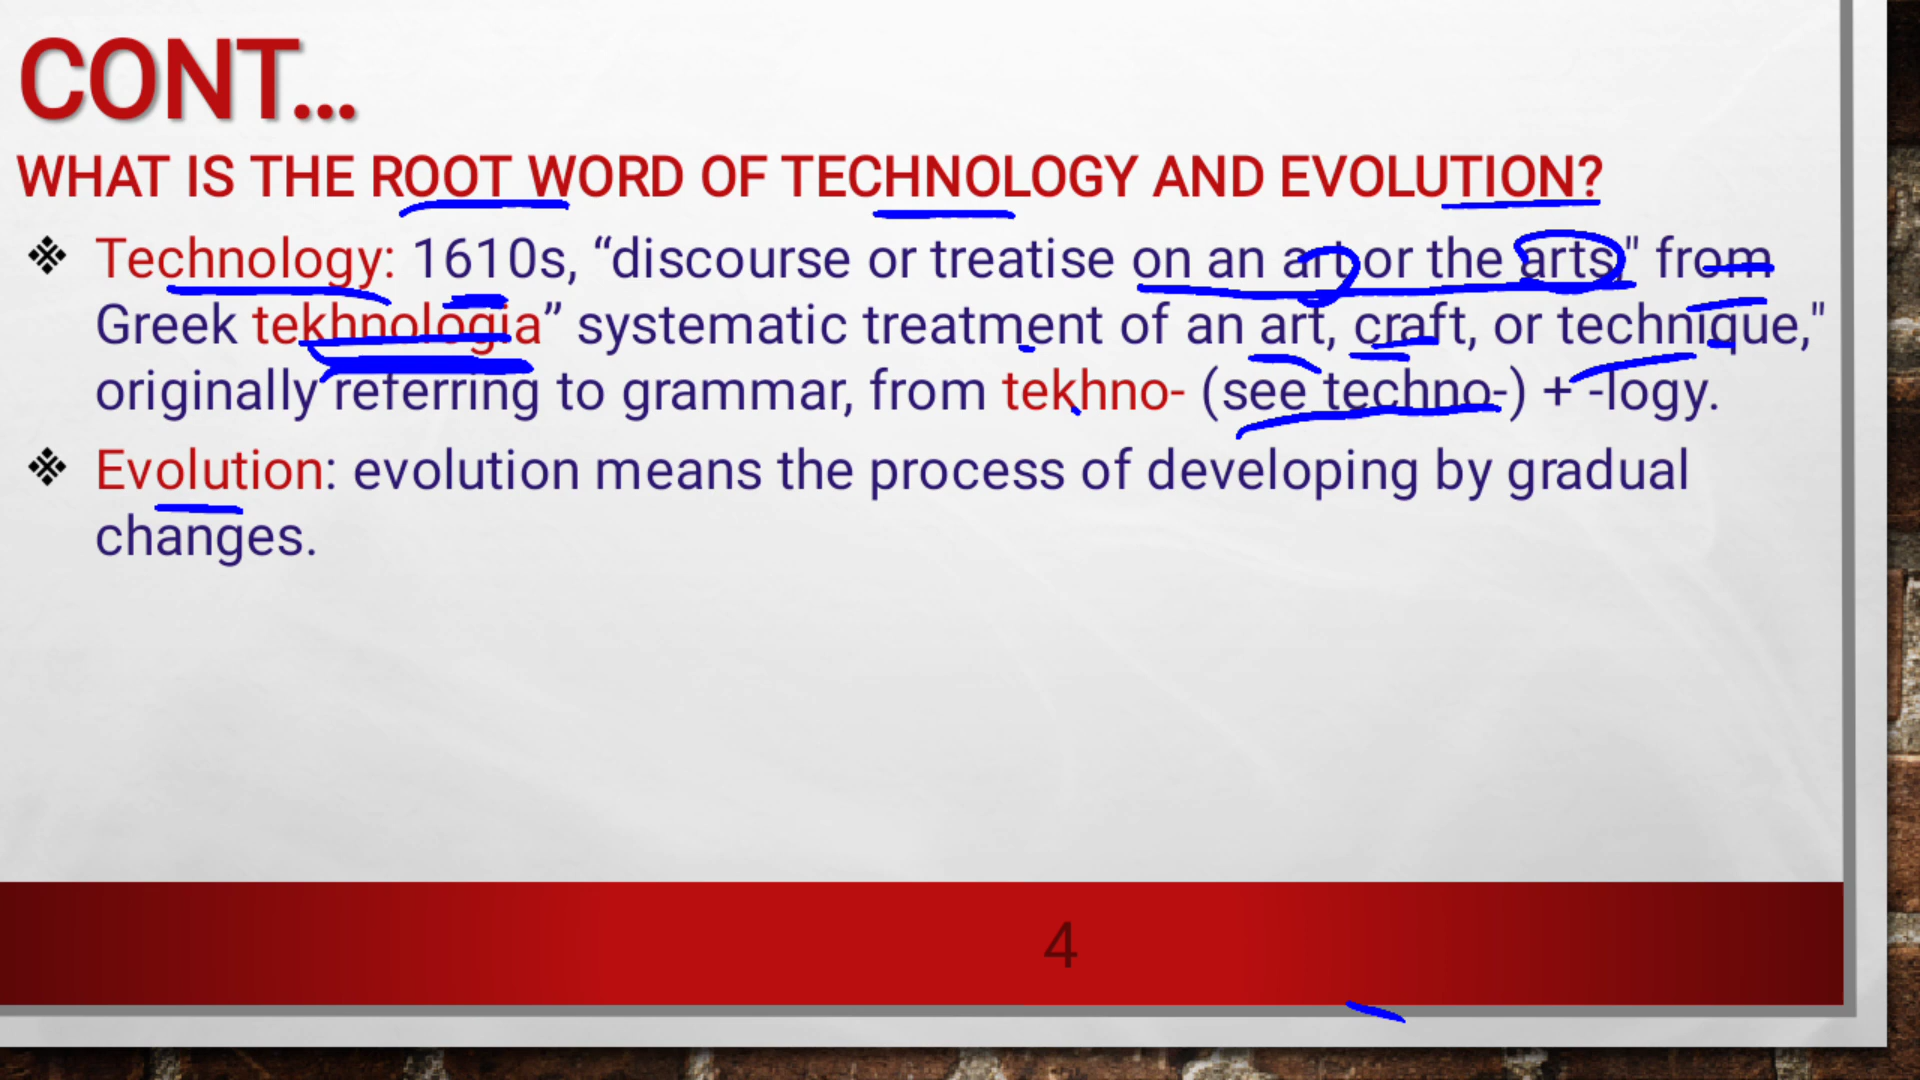 CONT...
WHAT IS THE ROOT WORD OF TECHNOLOGY AND EVOLUTION?
❖ Technology: 1610s, “discourse or treatise on an art or the arts," from
Greek tekhnologia” systematic treatment of an art, craft, or technique,"
originally referring to grammar, from tekhno- (see techno-) + -logy.
❖ Evolution: evolution means the process of developing by gradual
changes.
4